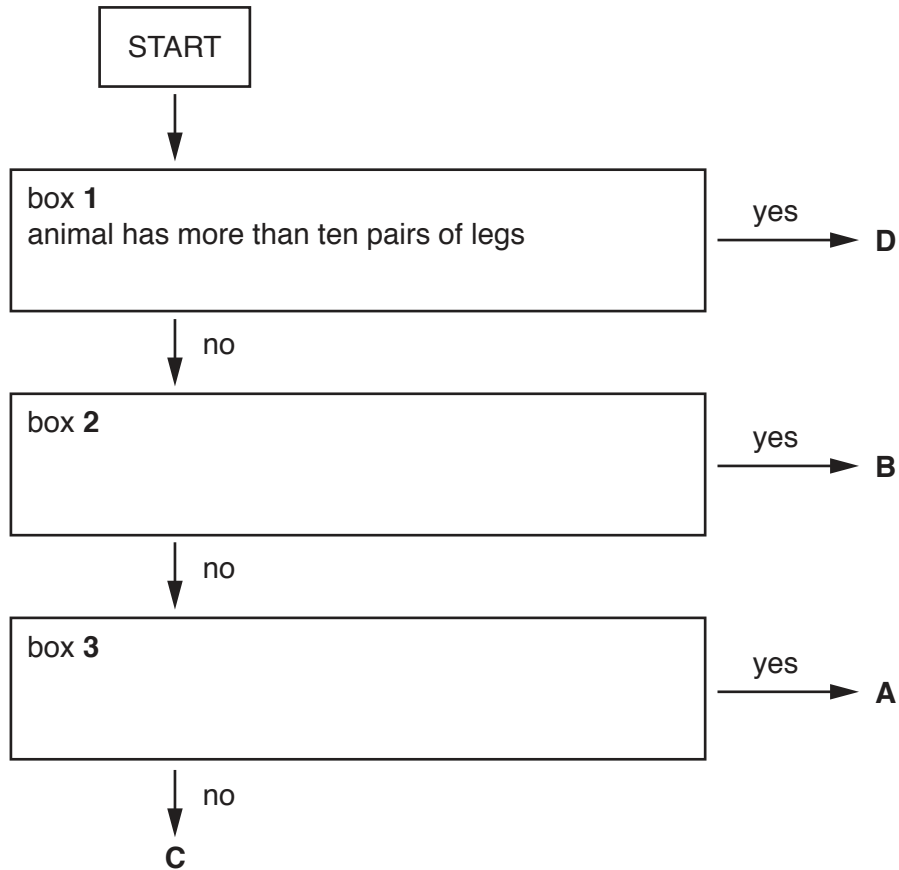 START
box 1
animal has more than ten pairs of legs
yes
D
no
box 2
yes
B
no
box 3
yes
A
no
C